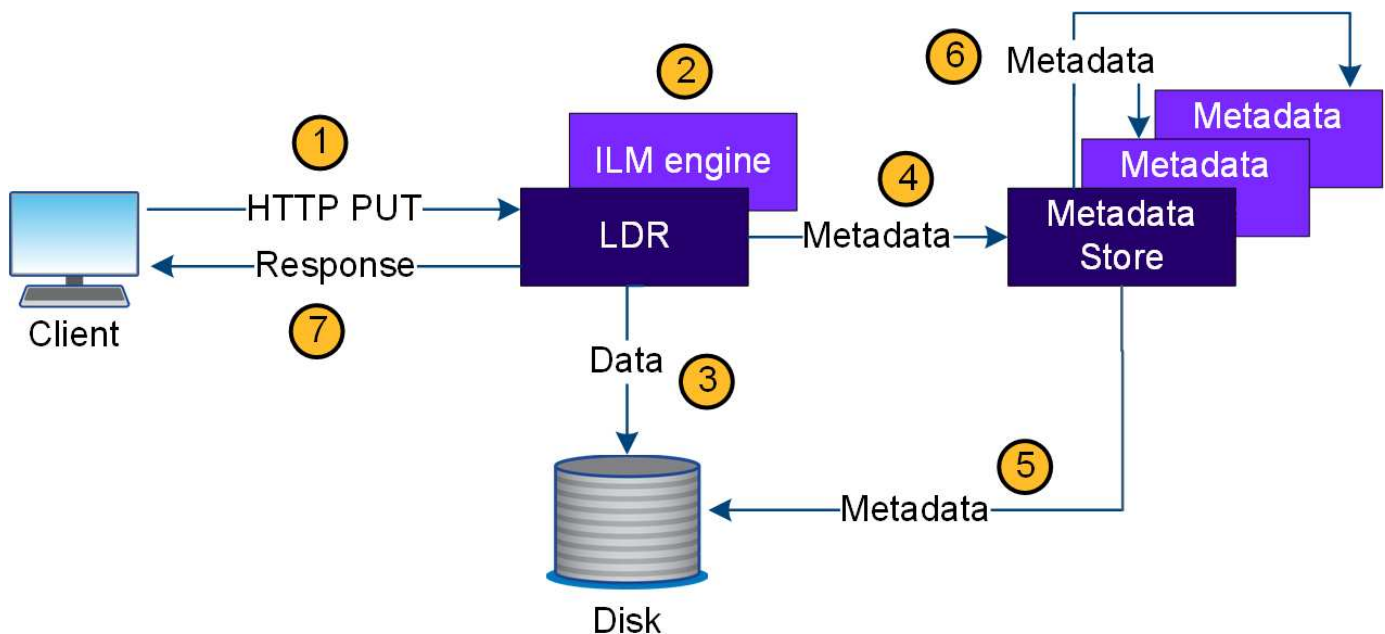 6
Metadata
2
Metadata
1
ILM engine
Metadata
4
HTTP PUT
LDR
Metadata
Metadata
Store
Response
Client
7
Data
3
5
Metadata
Disk